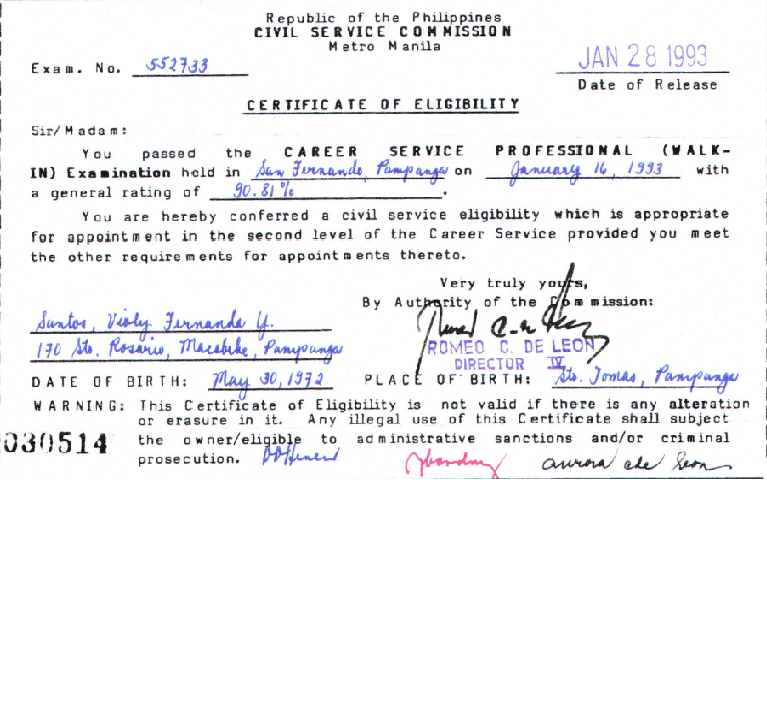 Republic of the Philippines
CIVIL SERVICE COMMISSION
Metro Manila
Exam. No. 552733
JAN 28 1993
Date of Release
CERTIFICATE OF ELIGIBILITY
Sir/Madam:
You passed the CAREER SERVICE PROFESSIONAL (WALK-
IN) Examination held in San Fernando, Pampanga on January 16, 1993 with
a general rating of 90.81%.
You are hereby conferred a civil service eligibility which is appropriate
for appointment in the second level of the Career Service provided you meet
the other requirements for appointments thereto.
Very truly yours,
By Authority of the Commission:
Santos, Violy Fernanda Y.
170 Sto. Rosario, Macabebe, Pampanga
ROMEO C. DE LEON
DIRECTOR IV
DATE OF BIRTH: May 30, 1972 PLACE OF BIRTH: Sto. Tomas, Pampanga
WARNING: This Certificate of Eligibility is not valid if there is any alteration
or erasure in it. Any illegal use of this Certificate shall subject
030514 the owner/eligible to administrative sanctions and/or criminal
prosecution.
aurora de leon